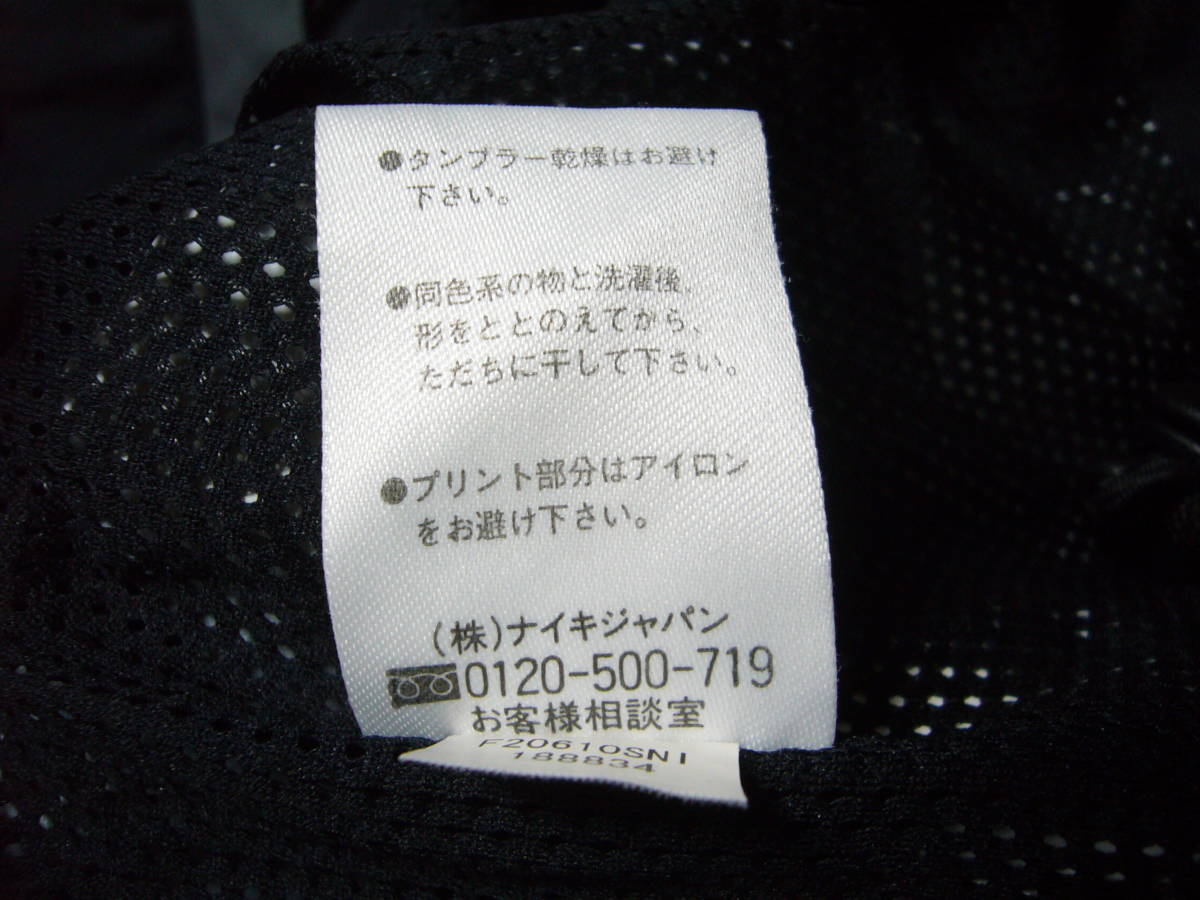 ●タンブラー乾燥はお避け
下さい。
●同色系の物と洗濯後、
形をととのえてから、
ただちに干して下さい。
●プリント部分はアイロン
をお避け下さい。
(株)ナイキジャパン
0120-500-719
お客様相談室
F20610SNI
188834